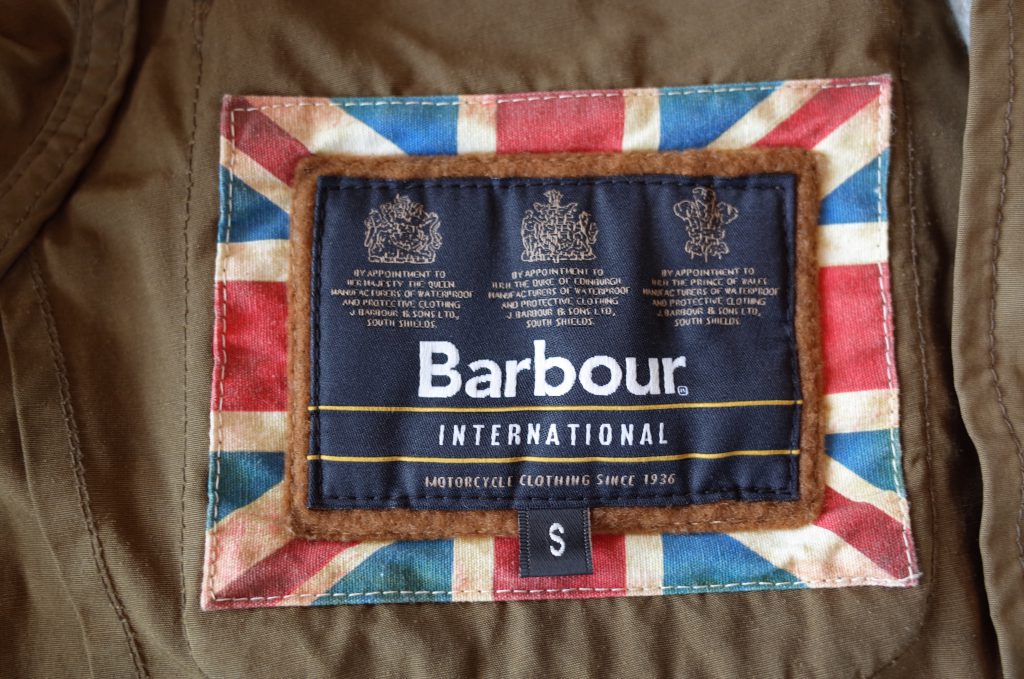 BY APPOINTMENT TO
HER MAJESTY THE QUEEN
MANUFACTURERS OF WATERPROOF
AND PROTECTIVE CLOTHING
J. BARBOUR & SONS LTD,
SOUTH SHIELDS.
BY APPOINTMENT TO
H.R.H. THE DUKE OF EDINBURGH
MANUFACTURERS OF WATERPROOF
AND PROTECTIVE CLOTHING
J. BARBOUR & SONS LTD,
SOUTH SHIELDS.
BY APPOINTMENT TO
H.R.H. THE PRINCE OF WALES
MANUFACTURERS OF WATERPROOF
AND PROTECTIVE CLOTHING
J. BARBOUR & SONS LTD,
SOUTH SHIELDS.
Barbour
INTERNATIONAL
MOTORCYCLE CLOTHING SINCE 1936
S